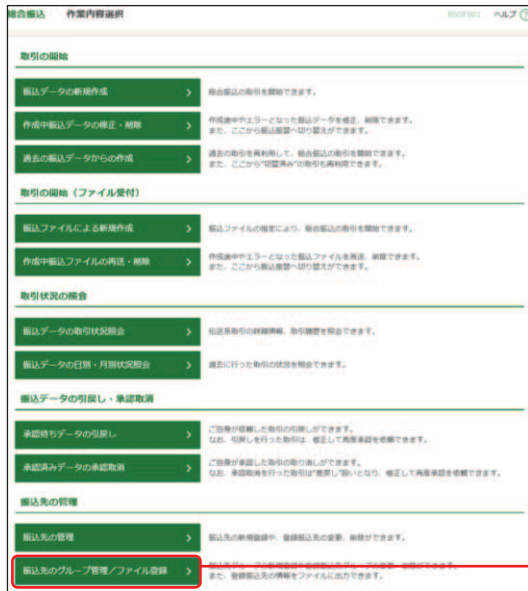 総合振込 作業内容選択 BSGF001 ヘルプ
取引の開始
振込データの新規作成 総合振込の取引を開始できます。
作成中振込データの修正・削除 作成途中やエラーとなった振込データを修正、削除できます。
また、ここから振込振替へ切り替えができます。
過去の振込データからの作成 過去の取引を再利用して、総合振込の取引を開始できます。
また、ここから“切替済み”の取引も再利用できます。
取引の開始（ファイル受付）
振込ファイルによる新規作成 振込ファイルの指定により、総合振込の取引を開始できます。
作成中振込ファイルの再送・削除 作成途中やエラーとなった振込ファイルを再送、削除できます。
また、ここから振込振替へ切り替えができます。
取引状況の照会
振込データの取引状況照会 伝送系取引の詳細情報、取引履歴を照会できます。
振込データの日別・月別状況照会 過去に行った取引の状況を照会できます。
振込データの引戻し・承認取消
承認待ちデータの引戻し ご自身が依頼した取引の引戻しができます。
なお、引戻しを行った取引は、修正して再度承認を依頼できます。
承認済みデータの承認取消 ご自身が承認した取引の取り消しができます。
なお、承認取消を行った取引は“差戻し”扱いとなり、修正して再度承認を依頼できます。
振込先の管理
振込先の管理 振込先の新規登録や、登録振込先の変更、削除ができます。
振込先のグループ管理／ファイル登録
また、登録振込先の情報をファイルに出力できます。